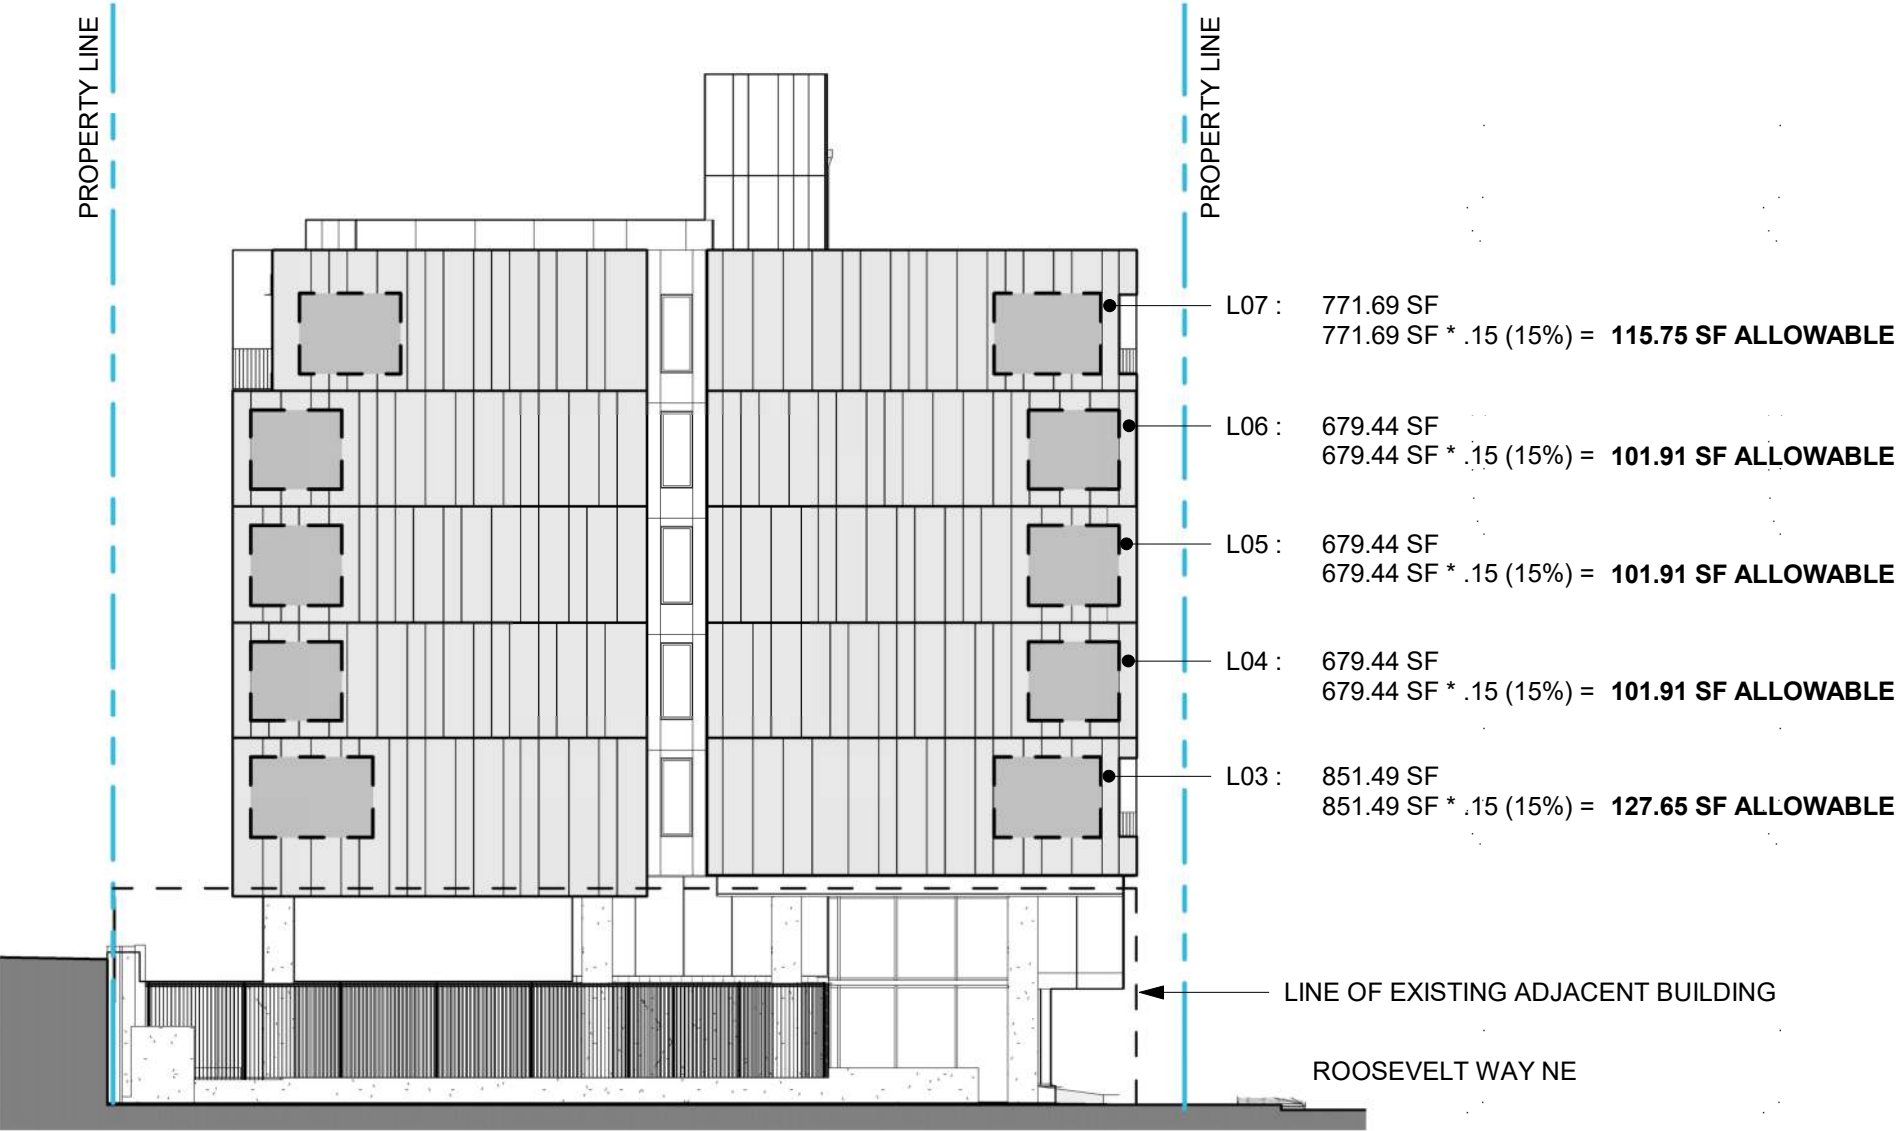 PROPERTY LINE
PROPERTY LINE
L07 : 771.69 SF
771.69 SF * .15 (15%) = 115.75 SF ALLOWABLE
L06 : 679.44 SF
679.44 SF * .15 (15%) = 101.91 SF ALLOWABLE
L05 : 679.44 SF
679.44 SF * .15 (15%) = 101.91 SF ALLOWABLE
L04 : 679.44 SF
679.44 SF * .15 (15%) = 101.91 SF ALLOWABLE
L03 : 851.49 SF
851.49 SF * .15 (15%) = 127.65 SF ALLOWABLE
LINE OF EXISTING ADJACENT BUILDING
ROOSEVELT WAY NE